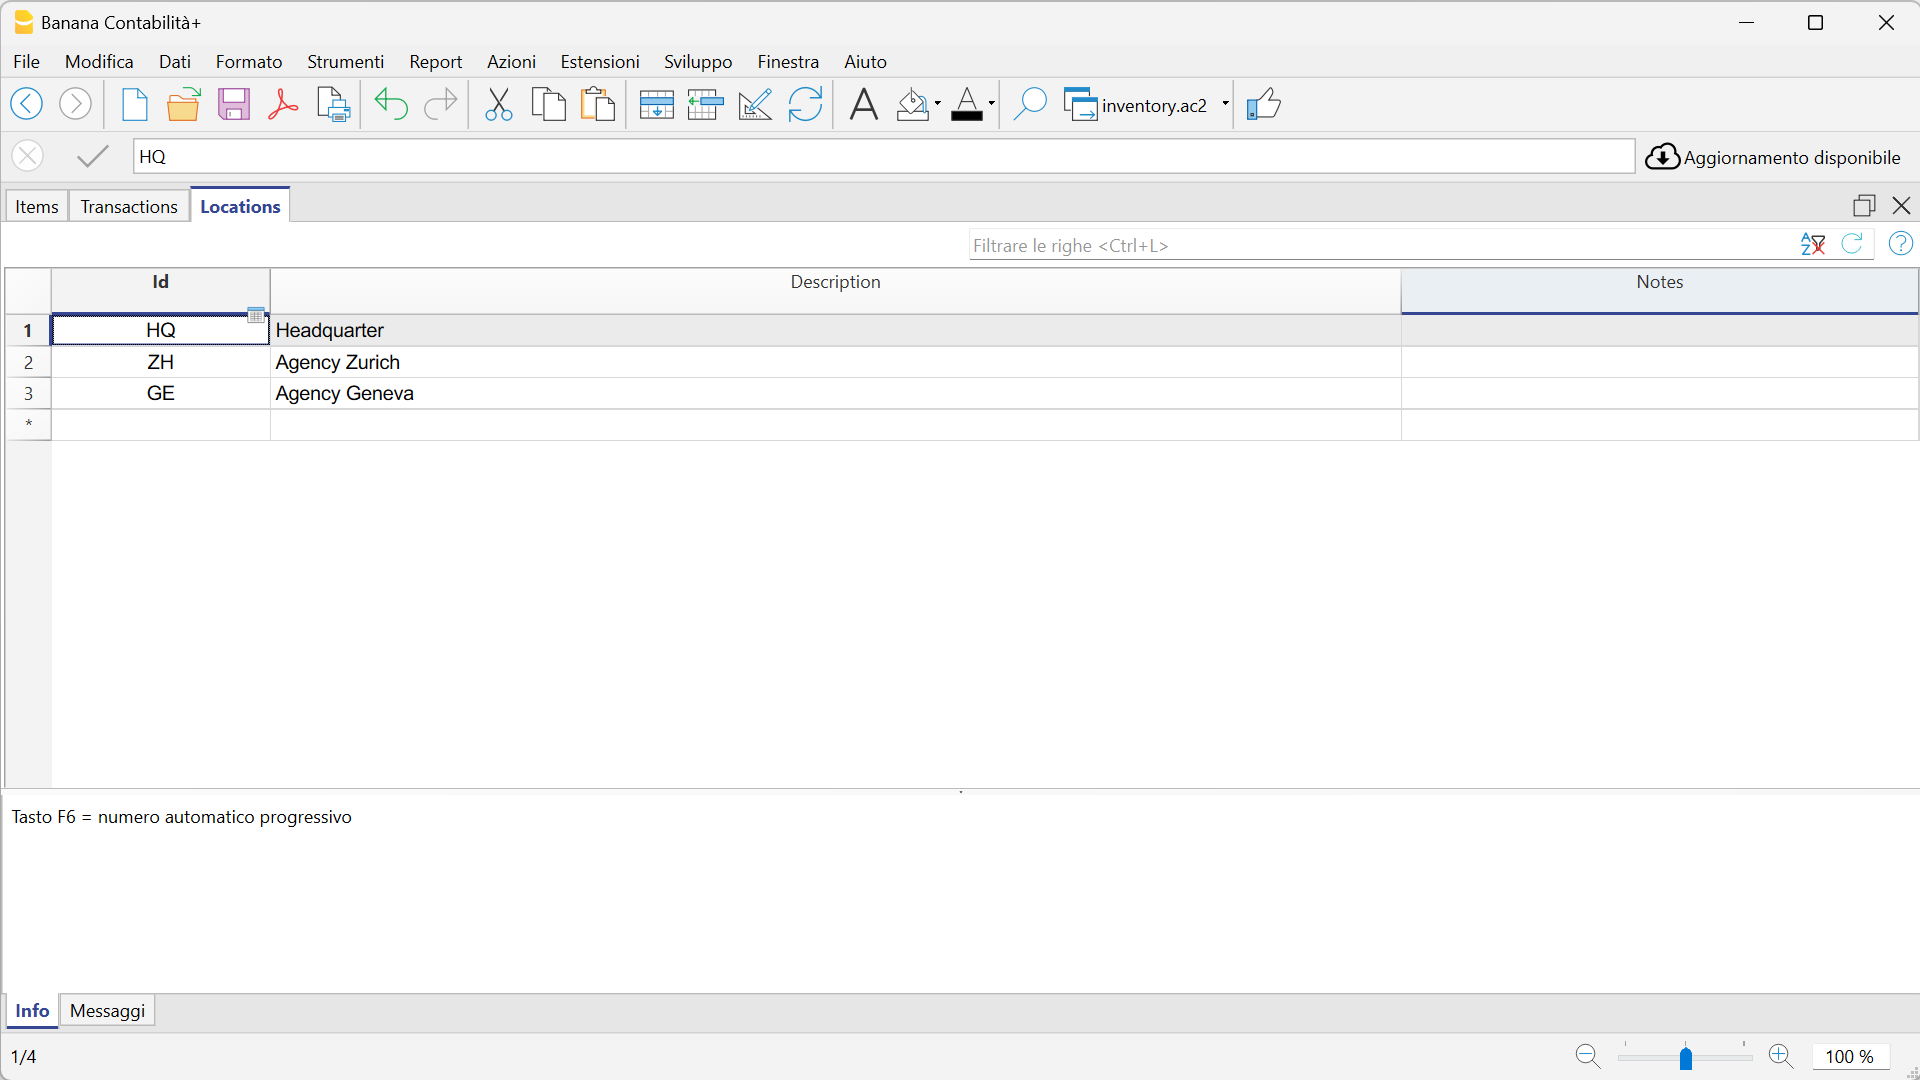 Banana Contabilità+
File Modifica Dati Formato Strumenti Report Azioni Estensioni Sviluppo Finestra Aiuto
inventory.ac2
HQ
Aggiornamento disponibile
Items Transactions Locations
Filtrare le righe <Ctrl+L>
Id Description Notes
1 HQ Headquarter
2 ZH Agency Zurich
3 GE Agency Geneva
*
Tasto F6 = numero automatico progressivo
Info Messaggi
1/4
100 %